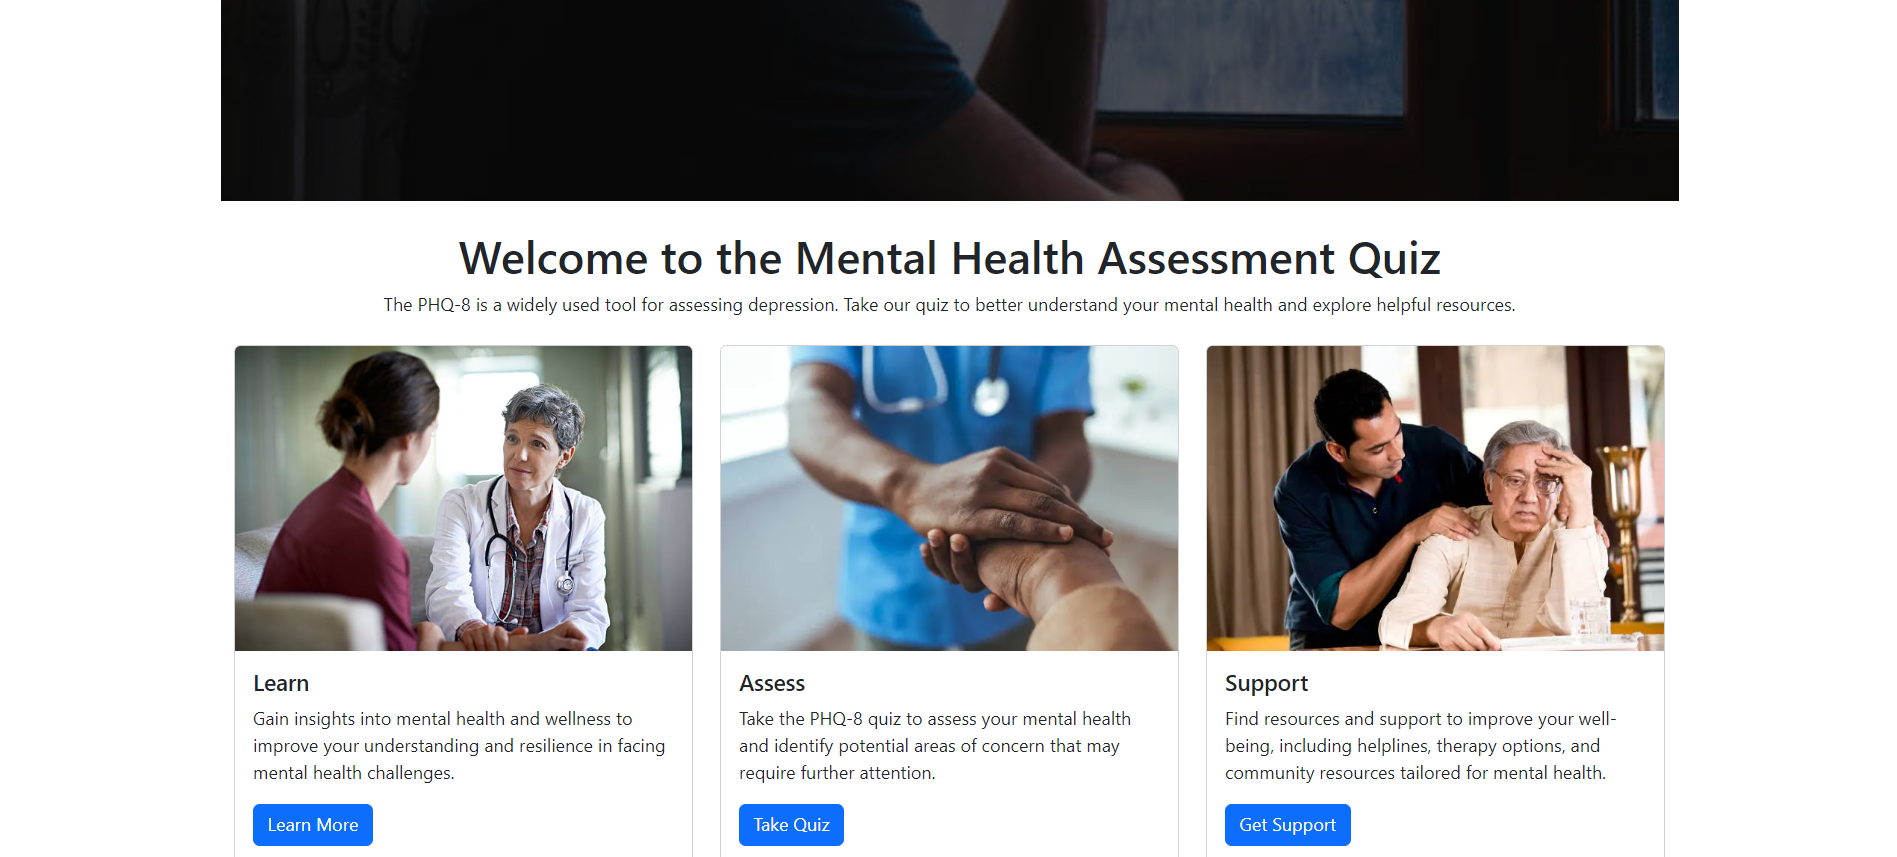 Welcome to the Mental Health Assessment Quiz
The PHQ-8 is a widely used tool for assessing depression. Take our quiz to better understand your mental health and explore helpful resources.
Learn
Gain insights into mental health and wellness to
improve your understanding and resilience in facing
mental health challenges.
Learn More
Assess
Take the PHQ-8 quiz to assess your mental health
and identify potential areas of concern that may
require further attention.
Take Quiz
Support
Find resources and support to improve your well-
being, including helplines, therapy options, and
community resources tailored for mental health.
Get Support